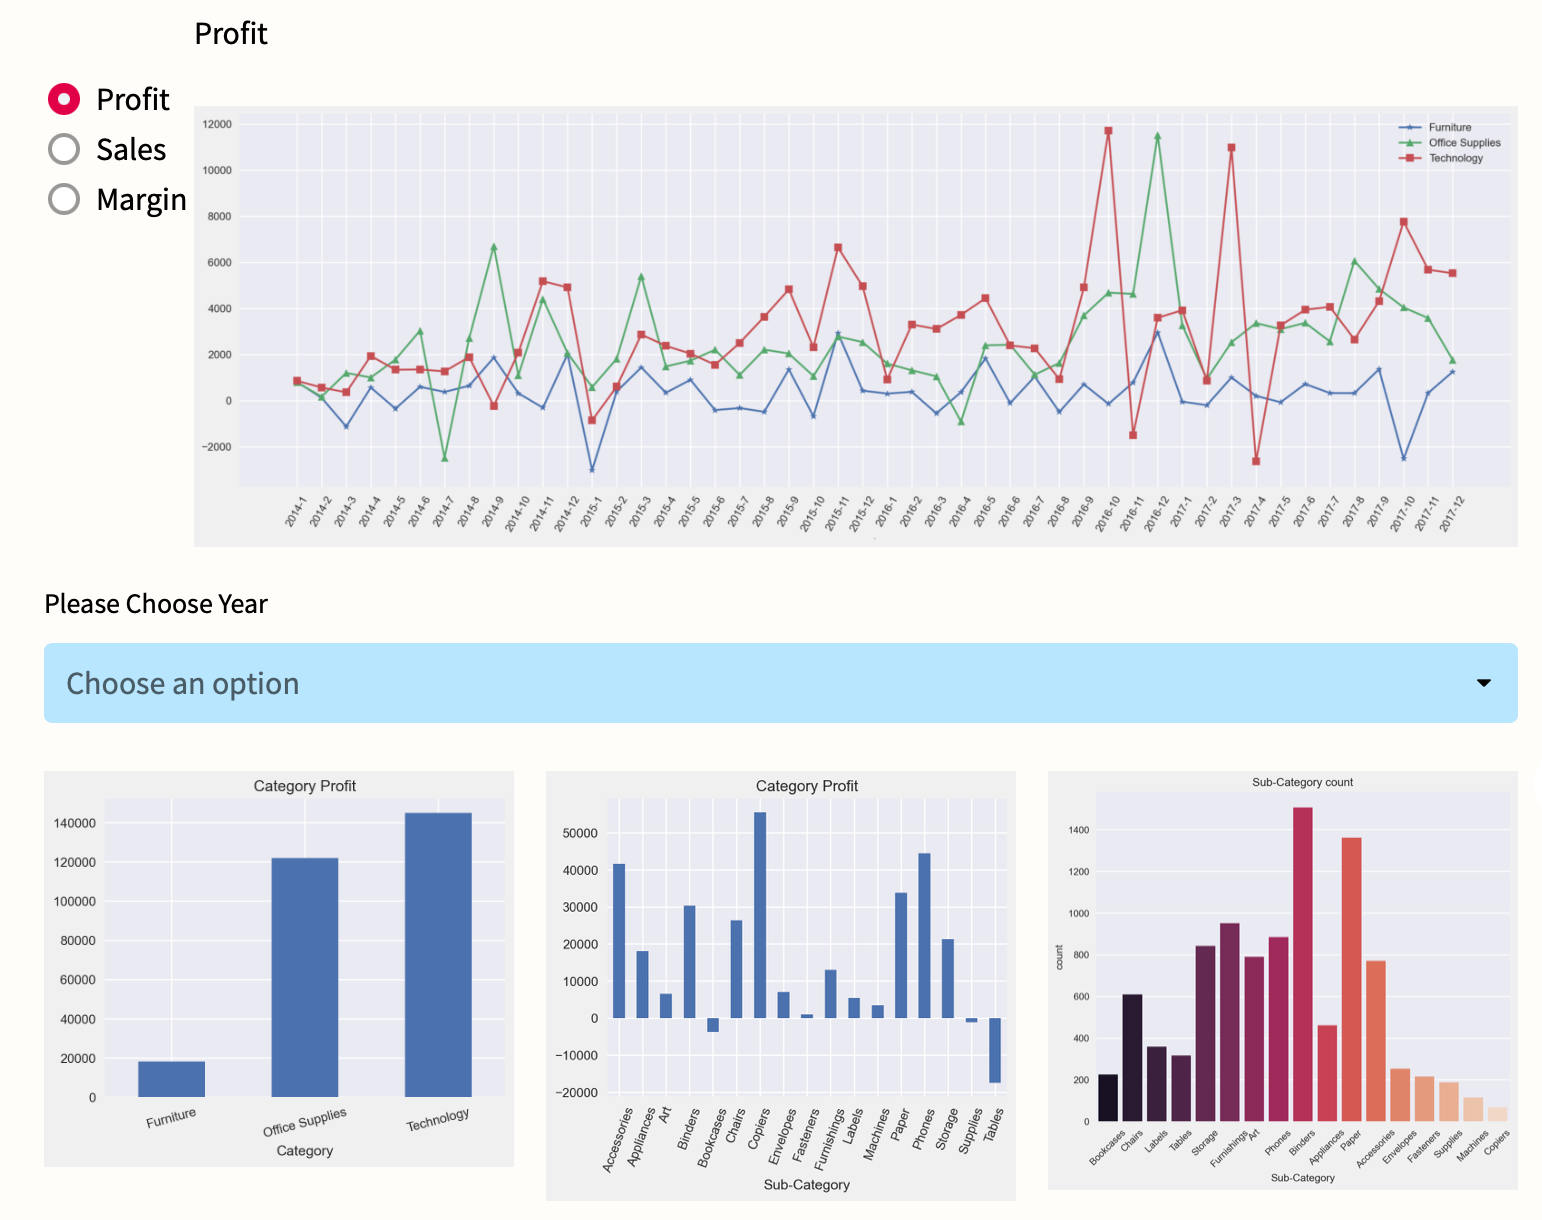 Profit
Profit
Sales
Margin
12000
10000
8000
6000
4000
2000
0
−2000
Furniture
Office Supplies
Technology
2014-1 2014-2 2014-3 2014-4 2014-5 2014-6 2014-7 2014-8 2014-9 2014-10 2014-11 2014-12 2015-1 2015-2 2015-3 2015-4 2015-5 2015-6 2015-7 2015-8 2015-9 2015-10 2015-11 2015-12 2016-1 2016-2 2016-3 2016-4 2016-5 2016-6 2016-7 2016-8 2016-9 2016-10 2016-11 2016-12 2017-1 2017-2 2017-3 2017-4 2017-5 2017-6 2017-7 2017-8 2017-9 2017-10 2017-11 2017-12
Please Choose Year
Choose an option
Category Profit
140000
120000
100000
80000
60000
40000
20000
0
Furniture Office Supplies Technology
Category
Category Profit
50000
40000
30000
20000
10000
0
−10000
−20000
Accessories Appliances Art Binders Bookcases Chairs Copiers Envelopes Fasteners Furnishings Labels Machines Paper Phones Storage Supplies Tables
Sub-Category
Sub-Category count
1400
1200
1000
800
600
400
200
0
count
Bookcases Chairs Labels Tables Storage Furnishings Art Phones Binders Appliances Paper Accessories Envelopes Fasteners Supplies Machines Copiers
Sub-Category